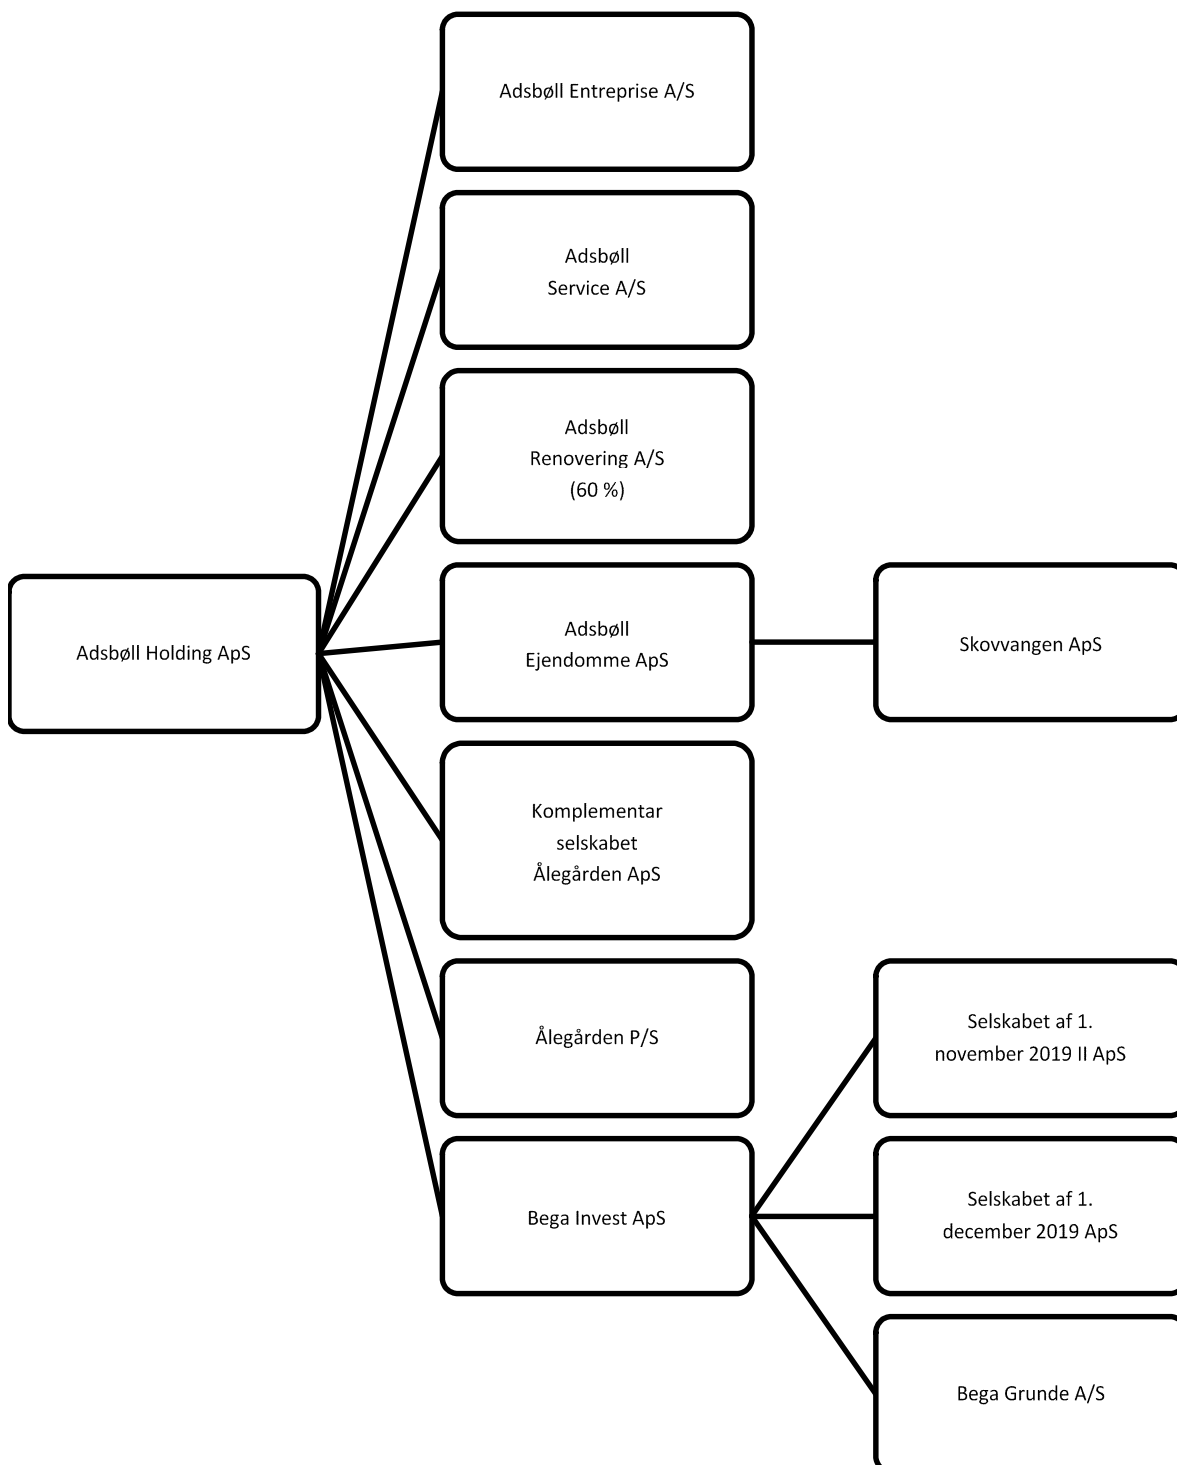 Adsbøll Entreprise A/S
Adsbøll
Service A/S
Adsbøll
Renovering A/S
(60 %)
Adsbøll Holding ApS
Adsbøll
Ejendomme ApS
Skovvangen ApS
Komplementar
selskabet
Ålegården ApS
Ålegården P/S
Selskabet af 1.
november 2019 II ApS
Bega Invest ApS
Selskabet af 1.
december 2019 ApS
Bega Grunde A/S